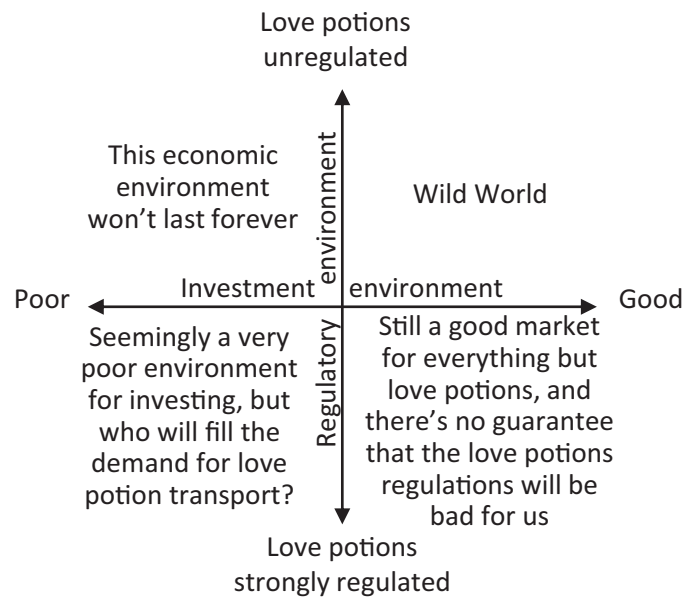 Love potions
unregulated
This economic
environment
won't last forever
Wild World
Regulatory environment
Poor
Investment environment
Good
Seemingly a very
poor environment
for investing, but
who will fill the
demand for love
potion transport?
Still a good market
for everything but
love potions, and
there's no guarantee
that the love potions
regulations will be
bad for us
Love potions
strongly regulated